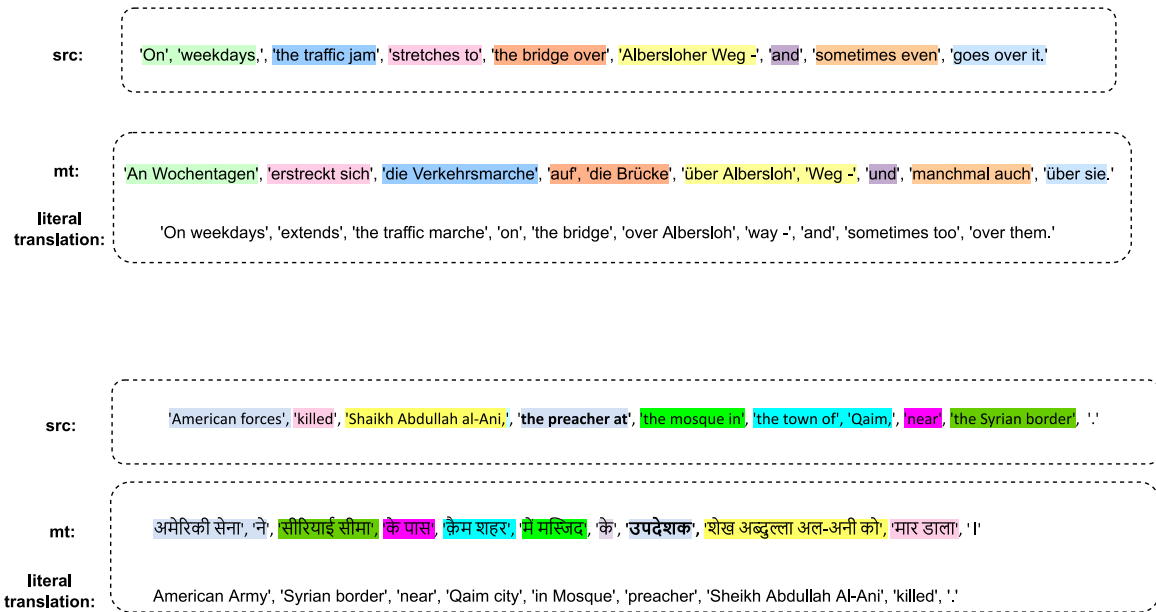 src:
'On', 'weekdays,', 'the traffic jam', 'stretches to', 'the bridge over', 'Albersloher Weg -', 'and', 'sometimes even', 'goes over it.'
mt:
'An Wochentagen', 'erstreckt sich', 'die Verkehrsmarche', 'auf', 'die Brücke', 'über Albersloh', 'Weg -', 'und', 'manchmal auch', 'über sie.'
literal
translation:
'On weekdays', 'extends', 'the traffic marche', 'on', 'the bridge', 'over Albersloh', 'way -', 'and', 'sometimes too', 'over them.'
src:
'American forces', 'killed', 'Shaikh Abdullah al-Ani,', 'the preacher at', 'the mosque in', 'the town of', 'Qaim,', 'near', 'the Syrian border', '.'
mt:
अमेरिकी सेना', 'ने', 'सीरियाई सीमा', 'के पास', 'क़ैम शहर', 'में मस्जिद', 'के', 'उपदेशक', 'शेख अब्दुल्ला अल-अनी को', 'मार डाला', '।'
literal
translation:
American Army', 'Syrian border', 'near', 'Qaim city', 'in Mosque', 'preacher', 'Sheikh Abdullah Al-Ani', 'killed', '.'